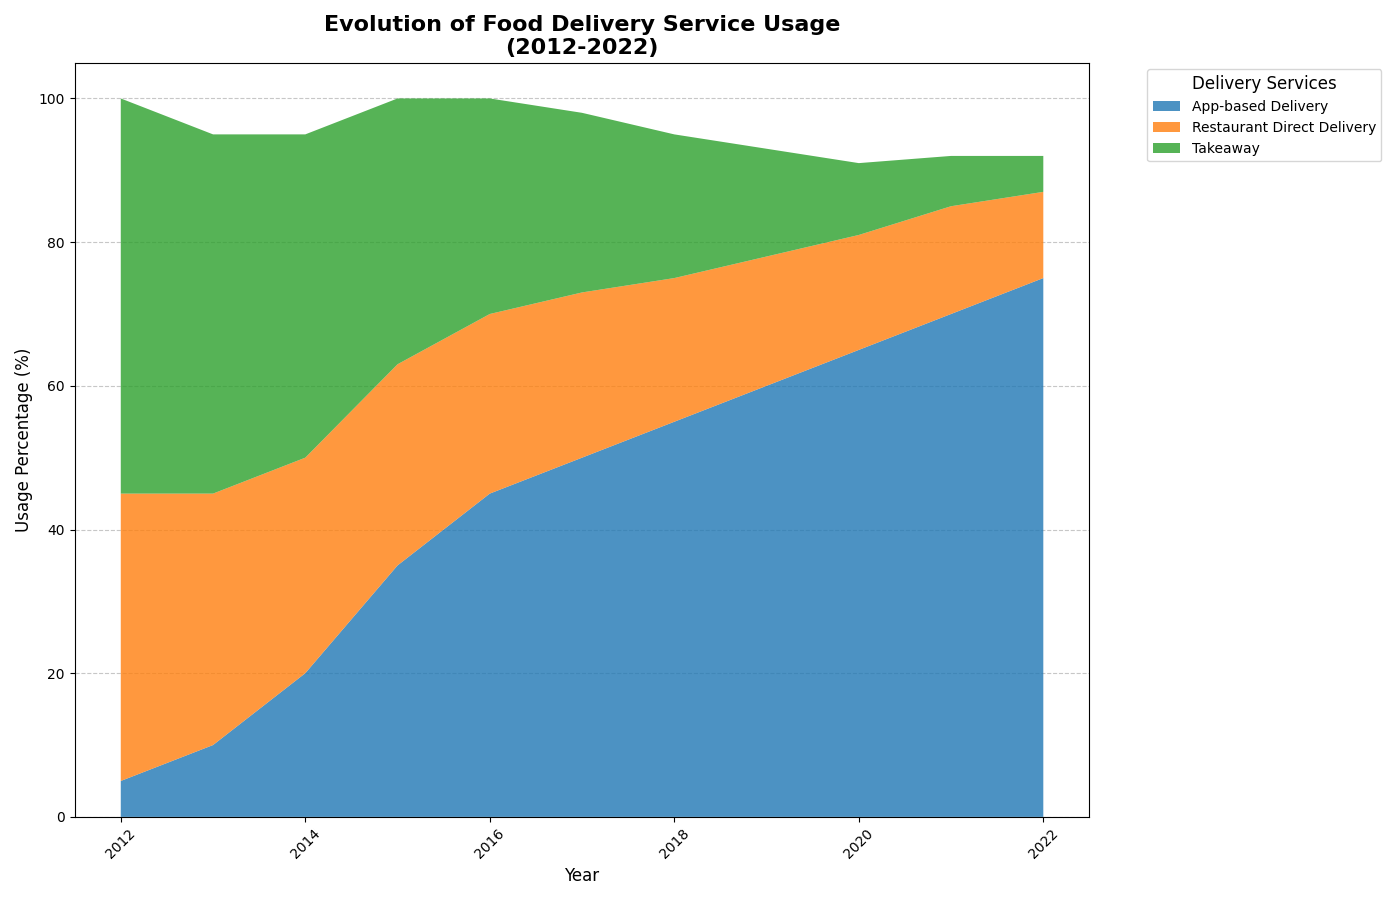 Evolution of Food Delivery Service Usage
(2012-2022)
Delivery Services
App-based Delivery
Restaurant Direct Delivery
Takeaway
Usage Percentage (%)
100
80
60
40
20
0
2012
2014
2016
2018
2020
2022
Year